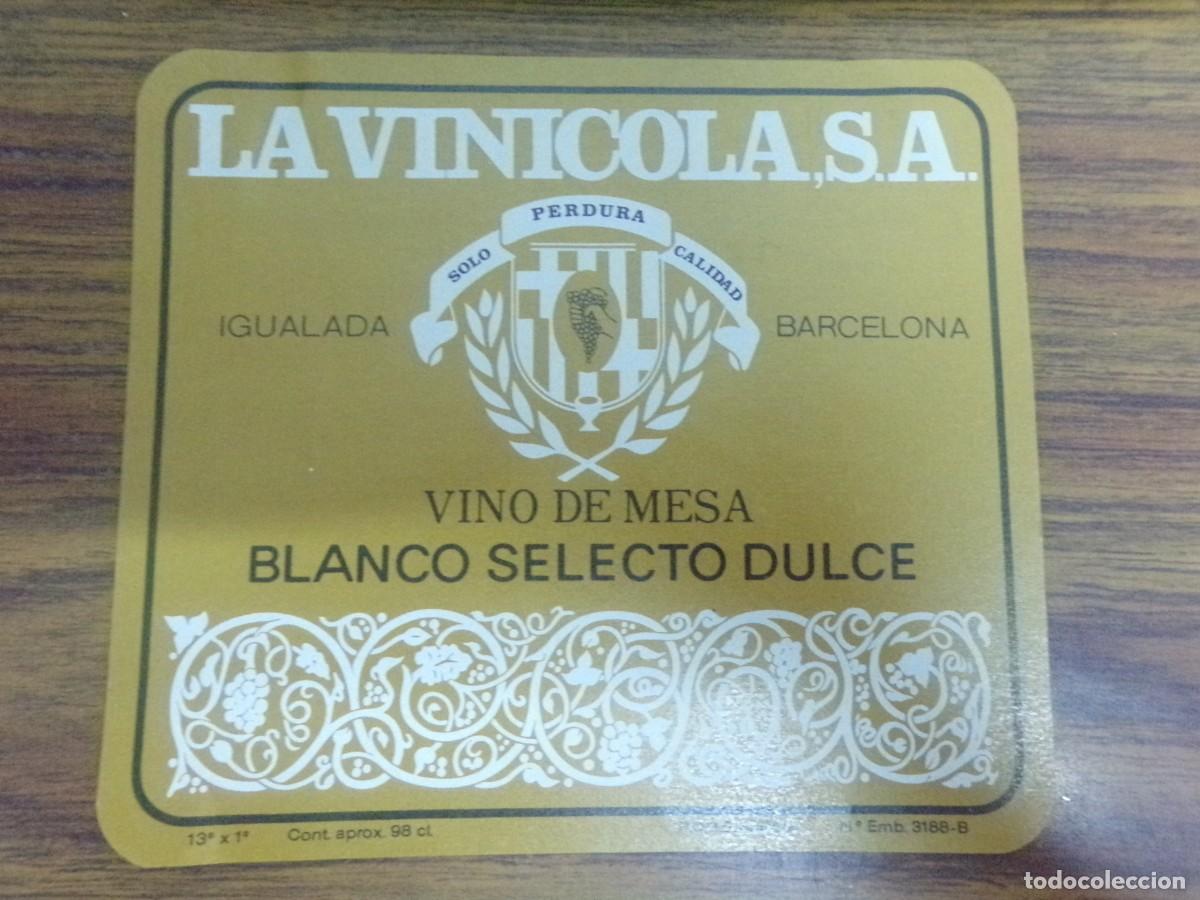 LA VINICOLA, S.A.
SOLO PERDURA CALIDAD
IGUALADA BARCELONA
VINO DE MESA
BLANCO SELECTO DULCE
13º x 1º Cont. aprox. 98 cl. Nº Emb. 3188-B
todocoleccion